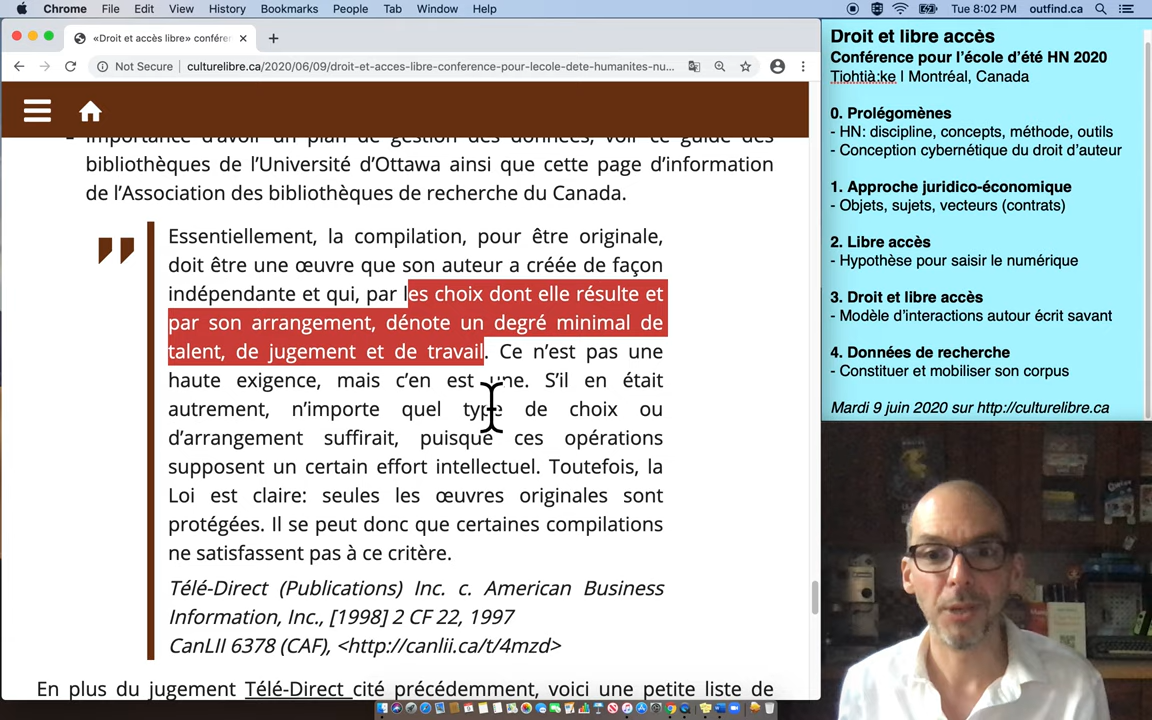 Chrome File Edit View History Bookmarks People Tab Window Help
Tue 8:02 PM outfind.ca
«Droit et accès libre» confére
Not Secure | culturelibre.ca/2020/06/09/droit-et-acces-libre-conference-pour-lecole-dete-humanites-nu...
Importance d'avoir un plan de gestion des données, voir ce guide des
bibliothèques de l'Université d'Ottawa ainsi que cette page d'information
de l'Association des bibliothèques de recherche du Canada.
Essentiellement, la compilation, pour être originale,
doit être une œuvre que son auteur a créée de façon
indépendante et qui, par les choix dont elle résulte et
par son arrangement, dénote un degré minimal de
talent, de jugement et de travail. Ce n'est pas une
haute exigence, mais c'en est une. S'il en était
autrement, n'importe quel type de choix ou
d'arrangement suffirait, puisque ces opérations
supposent un certain effort intellectuel. Toutefois, la
Loi est claire: seules les œuvres originales sont
protégées. Il se peut donc que certaines compilations
ne satisfassent pas à ce critère.
Télé-Direct (Publications) Inc. c. American Business
Information, Inc., [1998] 2 CF 22, 1997
CanLII 6378 (CAF), <http://canlii.ca/t/4mzd>
En plus du jugement Télé-Direct cité précédemment, voici une petite liste de
Droit et libre accès
Conférence pour l'école d'été HN 2020
Tiohtià:ke I Montréal, Canada
0. Prolégomènes
- HN: discipline, concepts, méthode, outils
- Conception cybernétique du droit d'auteur
1. Approche juridico-économique
- Objets, sujets, vecteurs (contrats)
2. Libre accès
- Hypothèse pour saisir le numérique
3. Droit et libre accès
- Modèle d'interactions autour écrit savant
4. Données de recherche
- Constituer et mobiliser son corpus
Mardi 9 juin 2020 sur http://culturelibre.ca